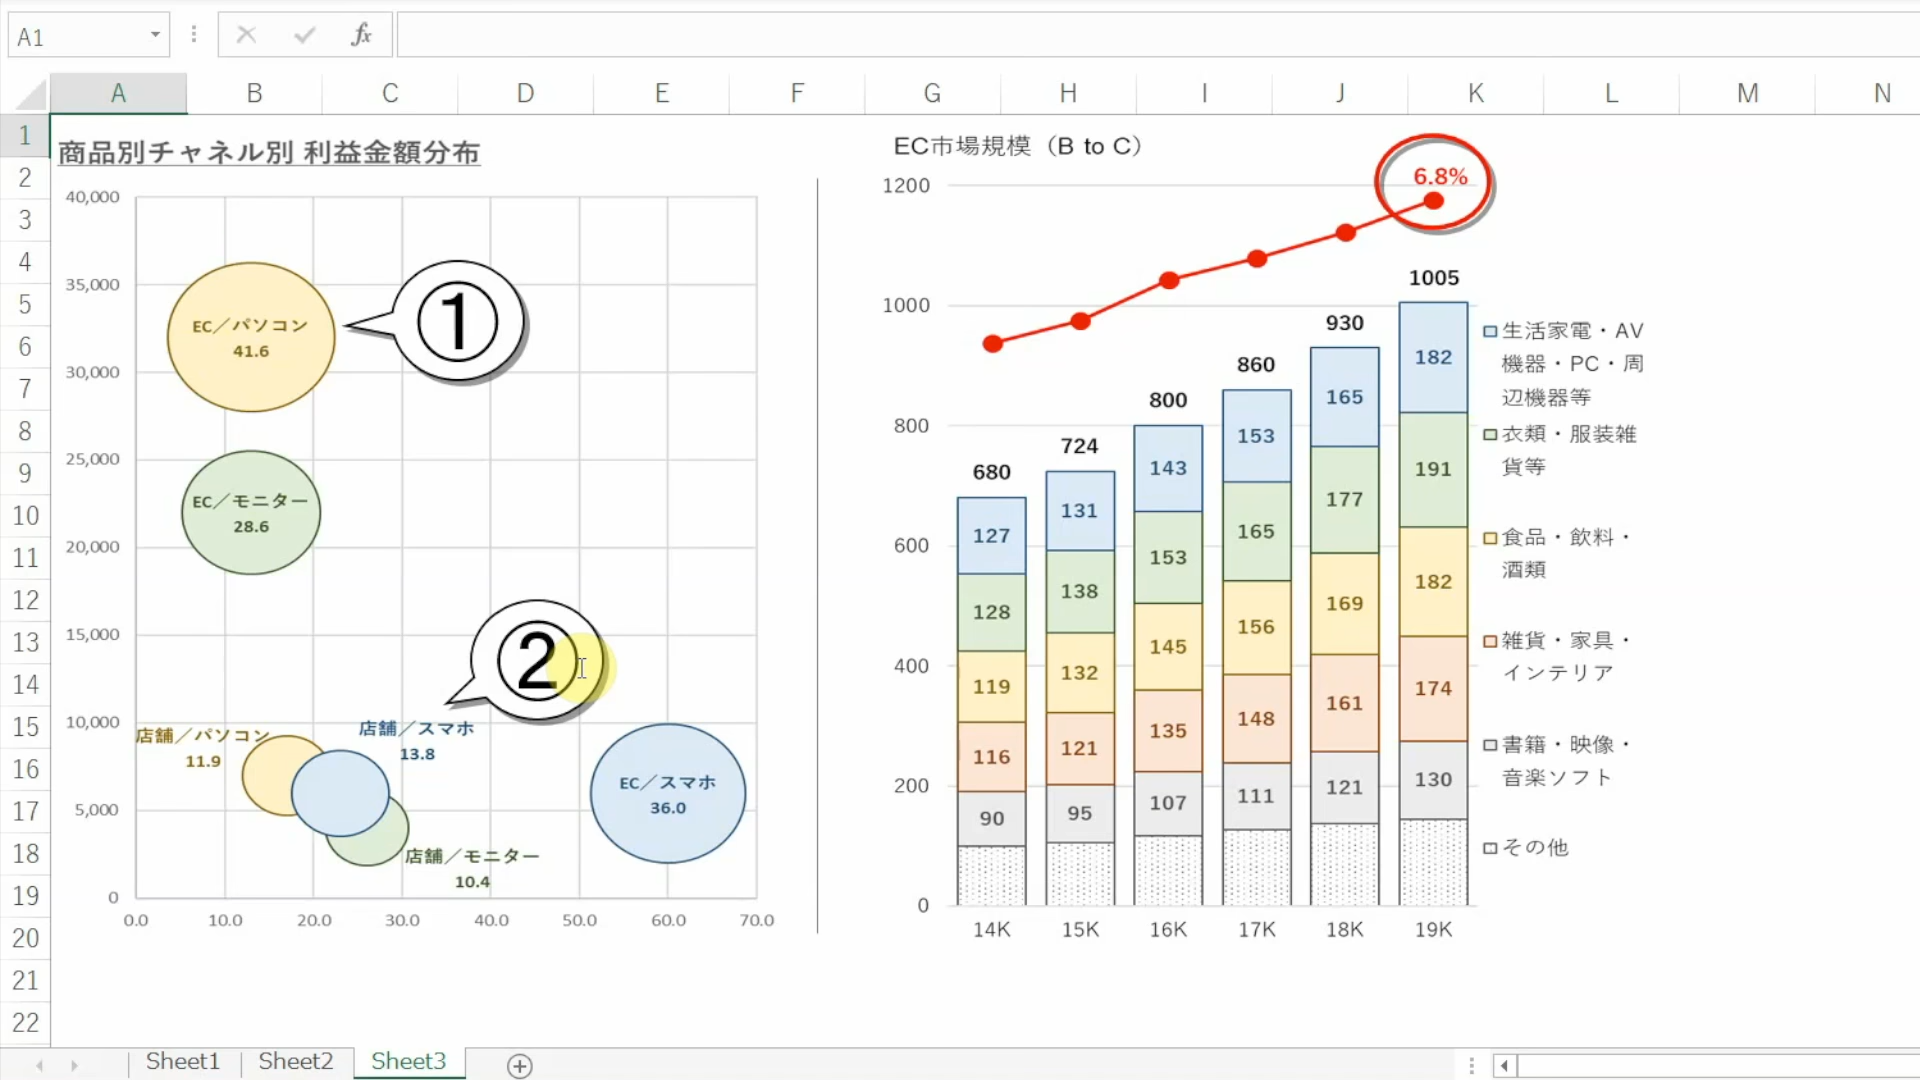 A1
fx
A B C D E F G H I J K L M N
1
2
3
4
5
6
7
8
9
10
11
12
13
14
15
16
17
18
19
20
21
22
商品別チャネル別 利益金額分布
40,000
35,000
30,000
25,000
20,000
15,000
10,000
5,000
0
0.0 10.0 20.0 30.0 40.0 50.0 60.0 70.0
EC／パソコン
41.6
①
EC／モニター
28.6
②
店舗／パソコン
11.9
店舗／スマホ
13.8
EC／スマホ
36.0
店舗／モニター
10.4
EC市場規模（B to C）
1200
1000
800
600
400
200
0
6.8%
680 724 800 860 930 1005
127 131 143 153 165 182
128 138 153 165 177 191
119 132 145 156 169 182
116 121 135 148 161 174
90 95 107 111 121 130
14K 15K 16K 17K 18K 19K
生活家電・AV
機器・PC・周
辺機器等
衣類・服装雑
貨等
食品・飲料・
酒類
雑貨・家具・
インテリア
書籍・映像・
音楽ソフト
その他
Sheet1 Sheet2 Sheet3